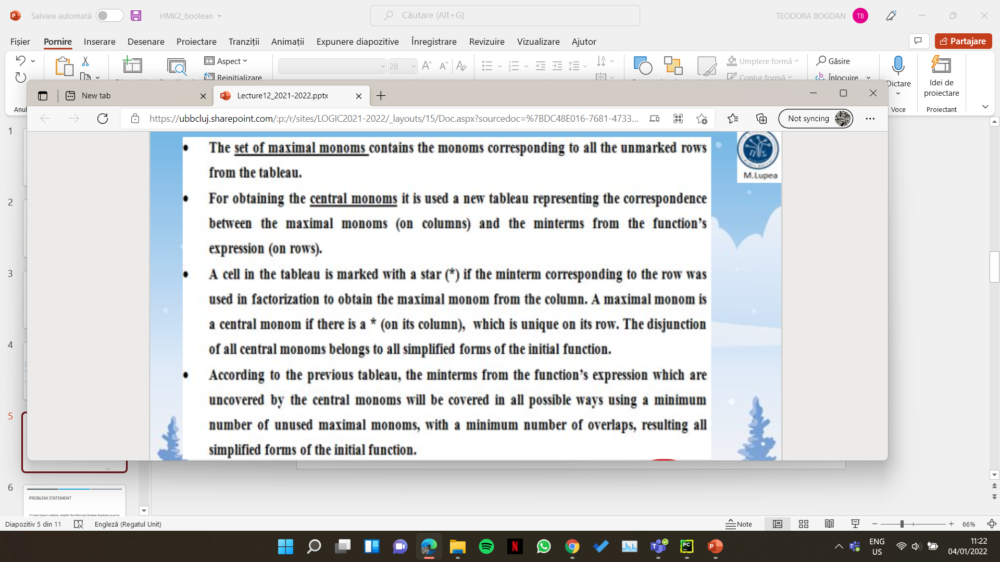 Salvare automată
HMK2_boolean
Căutare (Alt+G)
TEODORA BOGDAN
TB
Fișier Pornire Inserare Desenare Proiectare Tranziții Animații Expunere diapozitive Înregistrare Revizuire Vizualizare Ajutor
Partajare
Aspect
28
Umplere formă
Găsire
Reinițializare
Contur formă
Înlocuire
Dictare
Idei de
proiectare
Anul
Voce
Proiectant
New tab
Lecture12_2021-2022.pptx
https://ubbcluj.sharepoint.com/:p:/r/sites/LOGIC2021-2022/_layouts/15/Doc.aspx?sourcedoc=%7BDC48E016-7681-4733...
Not syncing
• The set of maximal monoms contains the monoms corresponding to all the unmarked rows
from the tableau.
• For obtaining the central monoms it is used a new tableau representing the correspondence
between the maximal monoms (on columns) and the minterms from the function's
expression (on rows).
• A cell in the tableau is marked with a star (*) if the minterm corresponding to the row was
used in factorization to obtain the maximal monom from the column. A maximal monom is
a central monom if there is a * (on its column), which is unique on its row. The disjunction
of all central monoms belongs to all simplified forms of the initial function.
• According to the previous tableau, the minterms from the function's expression which are
uncovered by the central monoms will be covered in all possible ways using a minimum
number of unused maximal monoms, with a minimum number of overlaps, resulting all
simplified forms of the initial function.
M.Lupea
1
2
3
4
5
6
PROBLEM STATEMENT
5.Using Quine's method, simplify the following Boolean functions given by
Diapozitiv 5 din 11
Engleză (Regatul Unit)
Note
66%
ENG
US
11:22
04/01/2022